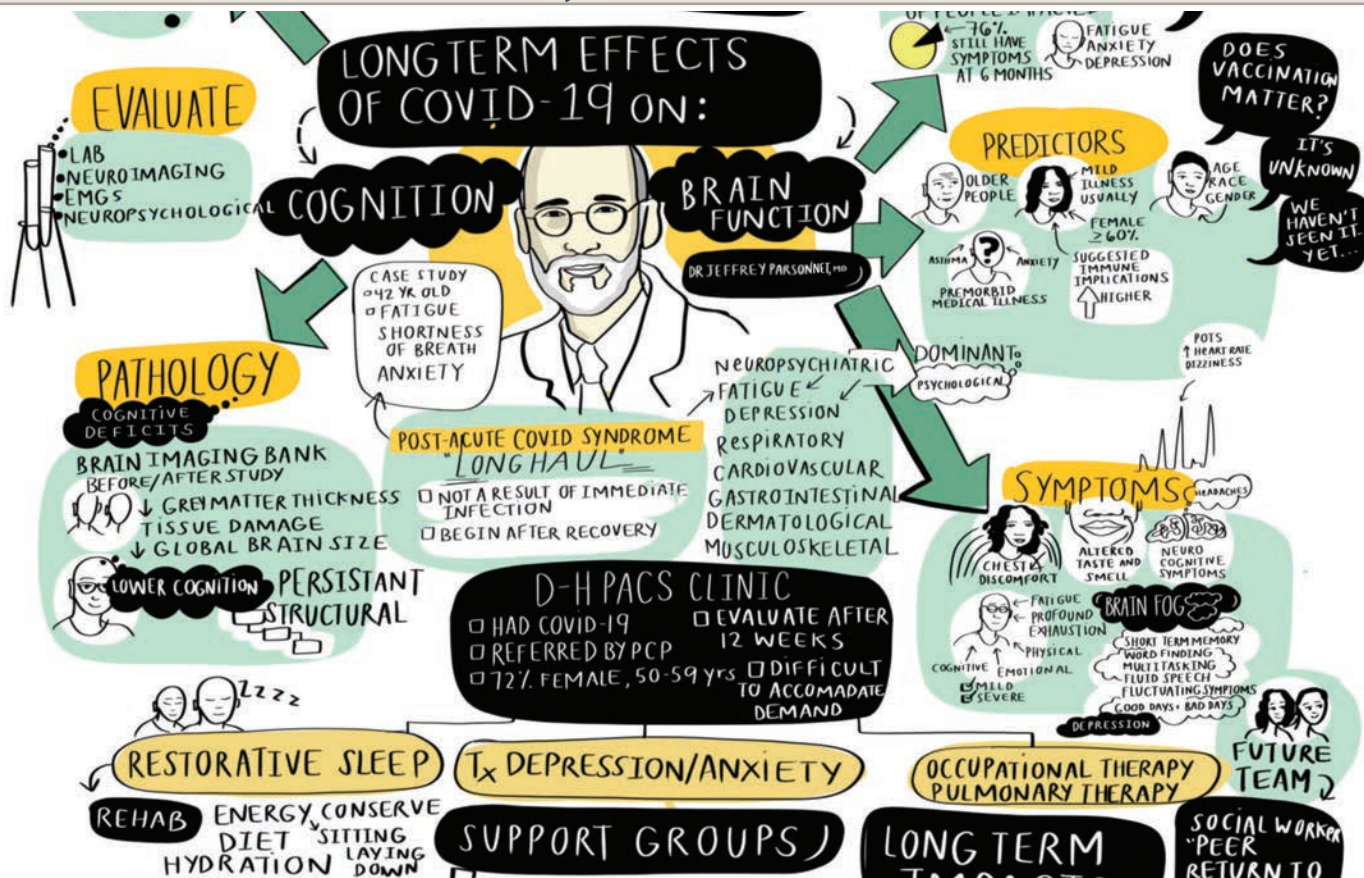 LONG TERM EFFECTS
OF COVID-19 ON:
COGNITION
BRAIN
FUNCTION
DR JEFFREY PARSONNET, MD
EVALUATE
LAB
NEUROIMAGING
EMGS
NEUROPSYCHOLOGICAL
CASE STUDY
42 YR OLD
FATIGUE
SHORTNESS
OF BREATH
ANXIETY
PATHOLOGY
COGNITIVE
DEFICITS
BRAIN IMAGING BANK
BEFORE/AFTER STUDY
↓ GREY MATTER THICKNESS
TISSUE DAMAGE
↓ GLOBAL BRAIN SIZE
LOWER COGNITION
PERSISTANT
STRUCTURAL
POST-ACUTE COVID SYNDROME
"LONG HAUL"
NOT A RESULT OF IMMEDIATE
INFECTION
BEGIN AFTER RECOVERY
NEUROPSYCHIATRIC
FATIGUE
DEPRESSION
RESPIRATORY
CARDIOVASCULAR
GASTROINTESTINAL
DERMATOLOGICAL
MUSCULOSKELETAL
DOMINANT
PSYCHOLOGICAL
OF PEOPLE IMPACTED
76%
STILL HAVE
SYMPTOMS
AT 6 MONTHS
FATIGUE
ANXIETY
DEPRESSION
DOES
VACCINATION
MATTER?
IT'S
UNKNOWN
WE
HAVEN'T
SEEN IT
YET...
PREDICTORS
OLDER
PEOPLE
MILD
ILLNESS
USUALLY
FEMALE
≥60%
AGE
RACE
GENDER
ASTHMA
?
ANXIETY
PREMORBID
MEDICAL ILLNESS
SUGGESTED
IMMUNE
IMPLICATIONS
HIGHER
POTS
↑ HEART RATE
DIZZINESS
SYMPTOMS
HEADACHES
CHEST
DISCOMFORT
ALTERED
TASTE AND
SMELL
NEURO
COGNITIVE
SYMPTOMS
FATIGUE
PROFOUND
EXHAUSTION
PHYSICAL
COGNITIVE
EMOTIONAL
MILD
SEVERE
BRAIN FOG
SHORT TERM MEMORY
WORD FINDING
MULTITASKING
FLUID SPEECH
FLUCTUATING SYMPTOMS
GOOD DAYS + BAD DAYS
DEPRESSION
D-H PACS CLINIC
HAD COVID-19
REFERRED BY PCP
72% FEMALE, 50-59 yrs
EVALUATE AFTER
12 WEEKS
DIFFICULT
TO ACCOMADATE
DEMAND
ZZZZ
RESTORATIVE SLEEP
REHAB
ENERGY CONSERVE
DIET SITTING
HYDRATION LAYING
DOWN
Tx DEPRESSION/ANXIETY
SUPPORT GROUPS
OCCUPATIONAL THERAPY
PULMONARY THERAPY
LONG TERM
FUTURE
TEAM
SOCIAL WORKER
"PEER
RETURN TO